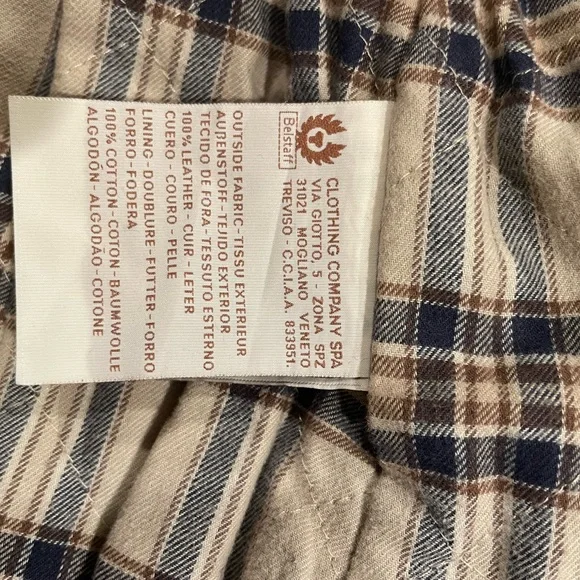 Belstaff
CLOTHING COMPANY SPA
VIA GIOTTO, 5 - ZONA SPZ
31021 MOGLIANO VENETO
TREVISO - C.C.I.A.A. 893951.
OUTSIDE FABRIC - TISSU EXTERIEUR
AUPENSTOFF - TEJIDO EXTERIOR
TECIDO DE FORA - TESSUTO ESTERNO
100% LEATHER - CUIR - LETER
CUERO - COURO - PELLE
LINING - DOUBLURE - FUTTER - FORRO
FORRO - FODERA
100% COTTON - COTON - BAUMWOLLE
ALGODON - ALGODÃO - COTONE